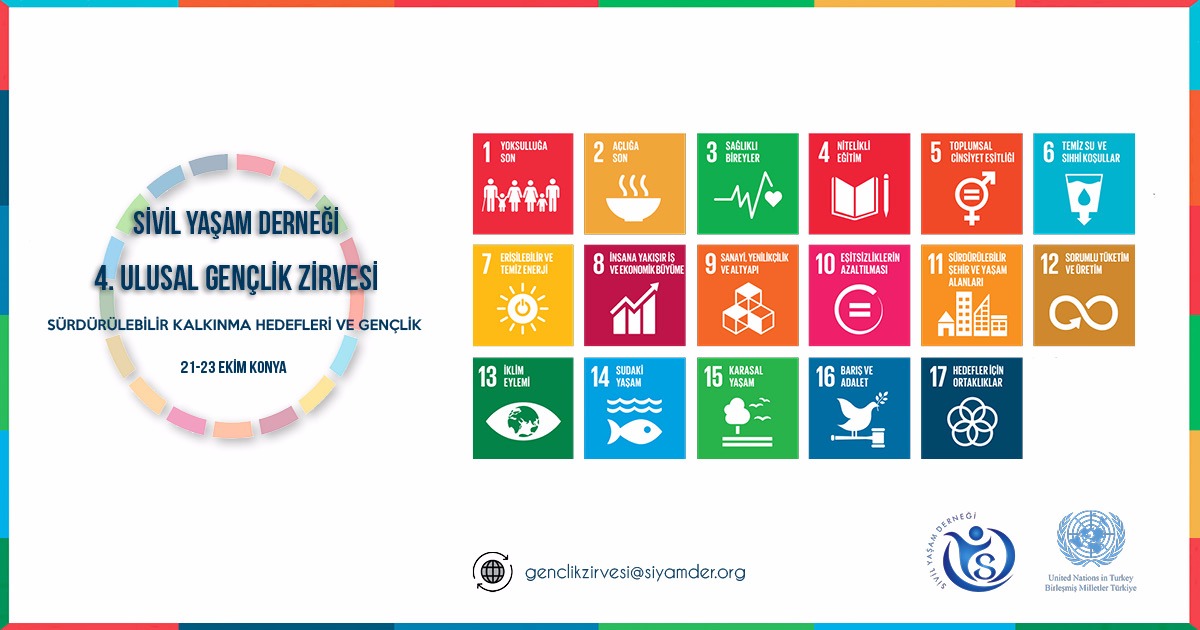 SİVİL YAŞAM DERNEĞİ
4. ULUSAL GENÇLİK ZİRVESİ
SÜRDÜRÜLEBİLİR KALKINMA HEDEFLERİ VE GENÇLİK
21-23 EKİM KONYA
1 YOKSULLUĞA
SON
2 AÇLIĞA
SON
3 SAĞLIKLI
BİREYLER
4 NİTELİKLİ
EĞİTİM
5 TOPLUMSAL
CİNSİYET EŞİTLİĞİ
6 TEMİZ SU VE
SIHHİ KOŞULLAR
7 ERİŞİLEBİLİR VE
TEMİZ ENERJİ
8 İNSANA YAKIŞIR İŞ
VE EKONOMİK BÜYÜME
9 SANAYİ, YENİLİKÇİLİK
VE ALTYAPI
10 EŞİTSİZLİKLERİN
AZALTILMASI
11 SÜRDÜRÜLEBİLİR
ŞEHİR VE YAŞAM
ALANLARI
12 SORUMLU TÜKETİM
VE ÜRETİM
13 İKLİM
EYLEMİ
14 SUDAKİ
YAŞAM
15 KARASAL
YAŞAM
16 BARIŞ VE
ADALET
17 HEDEFLER İÇİN
ORTAKLIKLAR
genclikzirvesi@siyamder.org
SİVİL YAŞAM DERNEĞİ
S
United Nations in Turkey
Birleşmiş Milletler Türkiye